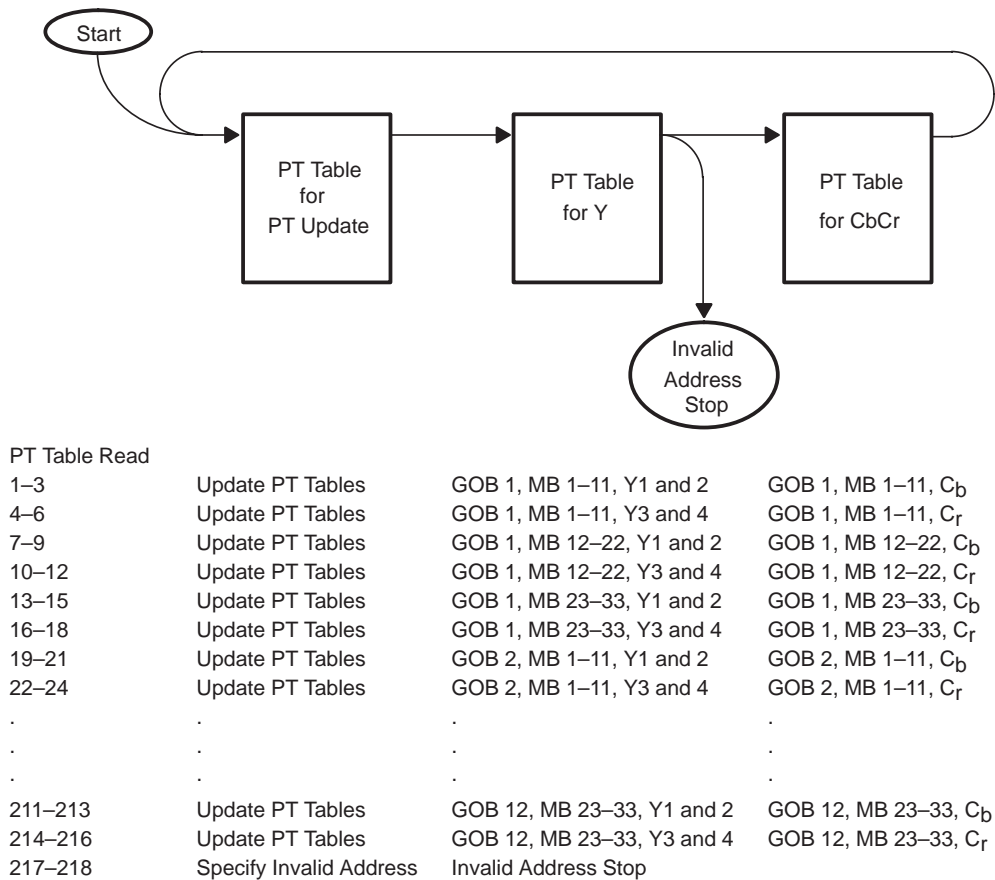 Start
PT Table
for
PT Update
PT Table
for Y
PT Table
for CbCr
Invalid
Address
Stop
PT Table Read
1–3 Update PT Tables GOB 1, MB 1–11, Y1 and 2 GOB 1, MB 1–11, Cb
4–6 Update PT Tables GOB 1, MB 1–11, Y3 and 4 GOB 1, MB 1–11, Cr
7–9 Update PT Tables GOB 1, MB 12–22, Y1 and 2 GOB 1, MB 12–22, Cb
10–12 Update PT Tables GOB 1, MB 12–22, Y3 and 4 GOB 1, MB 12–22, Cr
13–15 Update PT Tables GOB 1, MB 23–33, Y1 and 2 GOB 1, MB 23–33, Cb
16–18 Update PT Tables GOB 1, MB 23–33, Y3 and 4 GOB 1, MB 23–33, Cr
19–21 Update PT Tables GOB 2, MB 1–11, Y1 and 2 GOB 2, MB 1–11, Cb
22–24 Update PT Tables GOB 2, MB 1–11, Y3 and 4 GOB 2, MB 1–11, Cr
. . . .
. . . .
. . . .
211–213 Update PT Tables GOB 12, MB 23–33, Y1 and 2 GOB 12, MB 23–33, Cb
214–216 Update PT Tables GOB 12, MB 23–33, Y3 and 4 GOB 12, MB 23–33, Cr
217–218 Specify Invalid Address Invalid Address Stop